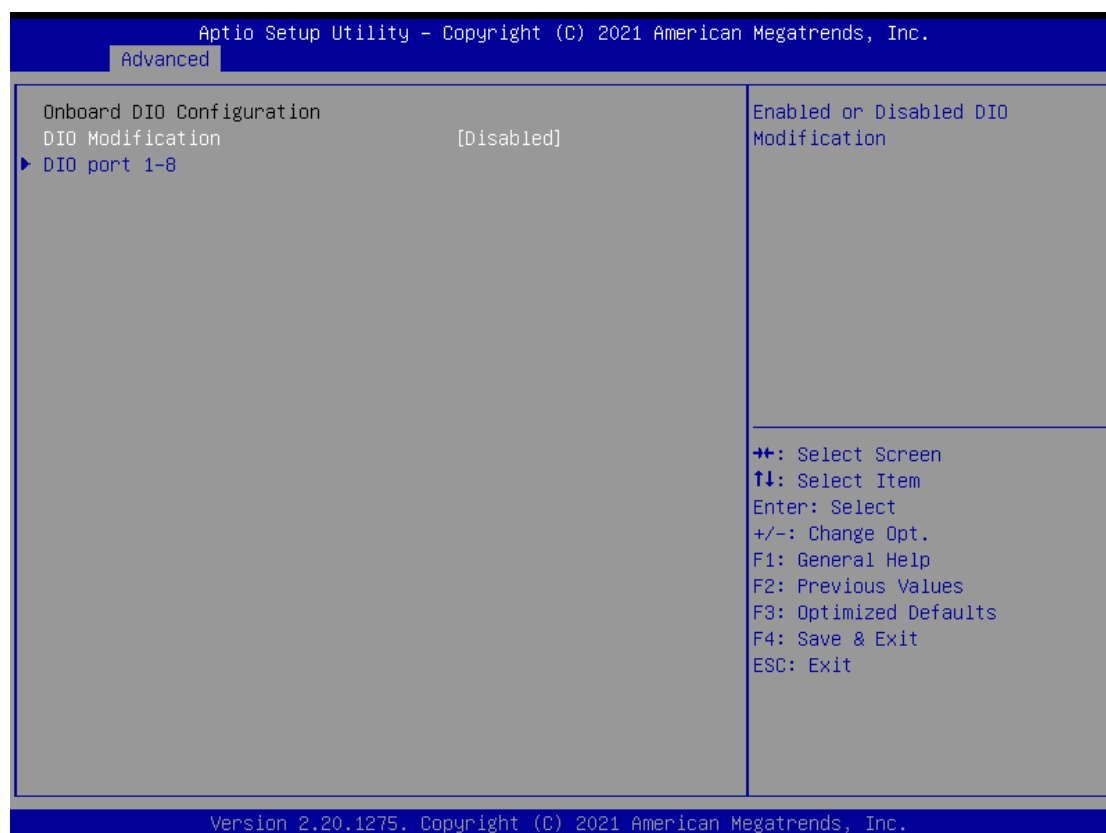 Aptio Setup Utility – Copyright (C) 2021 American Megatrends, Inc.
Advanced
Onboard DIO Configuration
DIO Modification [Disabled]
DIO port 1-8
Enabled or Disabled DIO
Modification
→←: Select Screen
↑↓: Select Item
Enter: Select
+/-: Change Opt.
F1: General Help
F2: Previous Values
F3: Optimized Defaults
F4: Save & Exit
ESC: Exit
Version 2.20.1275. Copyright (C) 2021 American Megatrends, Inc.